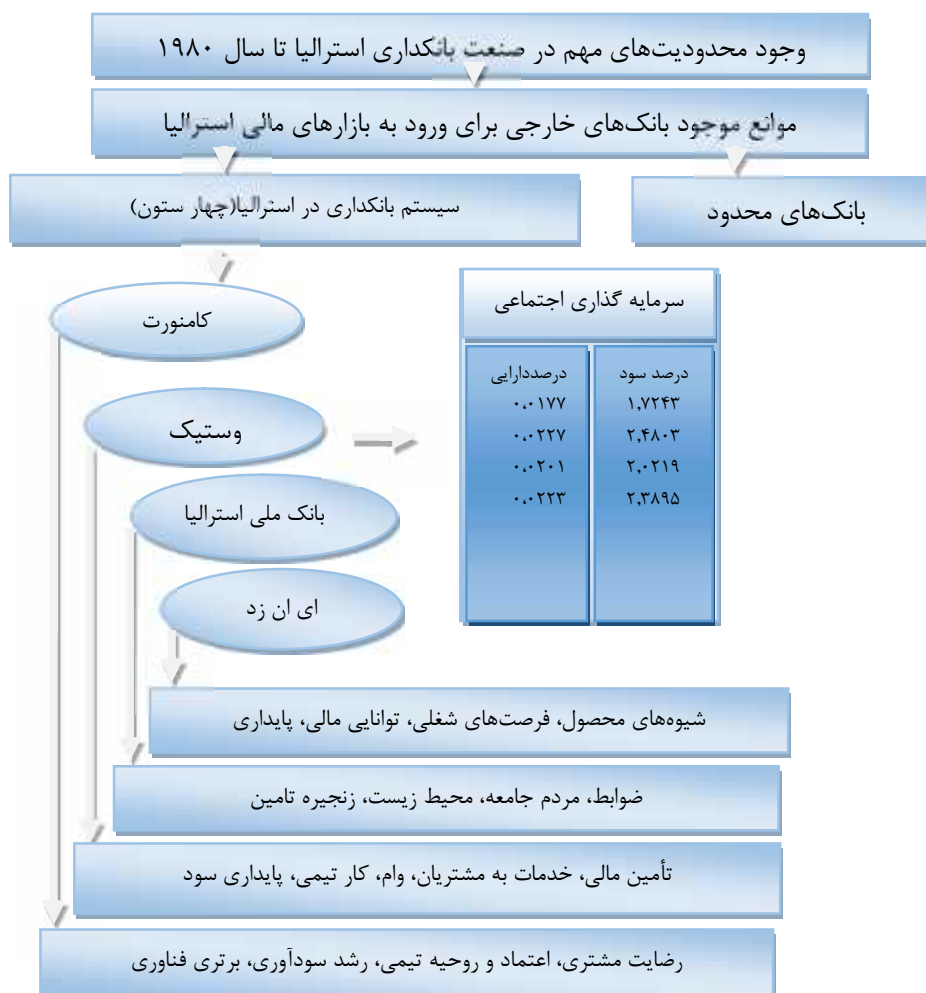 وجود محدودیت‌های مهم در صنعت بانکداری استرالیا تا سال ۱۹۸۰
موانع موجود بانک‌های خارجی برای ورود به بازارهای مالی استرالیا
بانک‌های محدود
سیستم بانکداری در استرالیا(چهار ستون)
کامنورت
وستیک
بانک ملی استرالیا
ای ان زد
سرمایه گذاری اجتماعی
درصد سود درصددارایی
۱,۷۲۴۳ ۰,۰۱۷۷
۲,۴۸۰۳ ۰,۰۲۲۷
۲,۰۲۱۹ ۰,۰۲۰۱
۲,۳۸۹۵ ۰,۰۲۲۳
شیوه‌های محصول، فرصت‌های شغلی، توانایی مالی، پایداری
ضوابط، مردم جامعه، محیط زیست، زنجیره تامین
تأمین مالی، خدمات به مشتریان، وام، کار تیمی، پایداری سود
رضایت مشتری، اعتماد و روحیه تیمی، رشد سودآوری، برتری فناوری